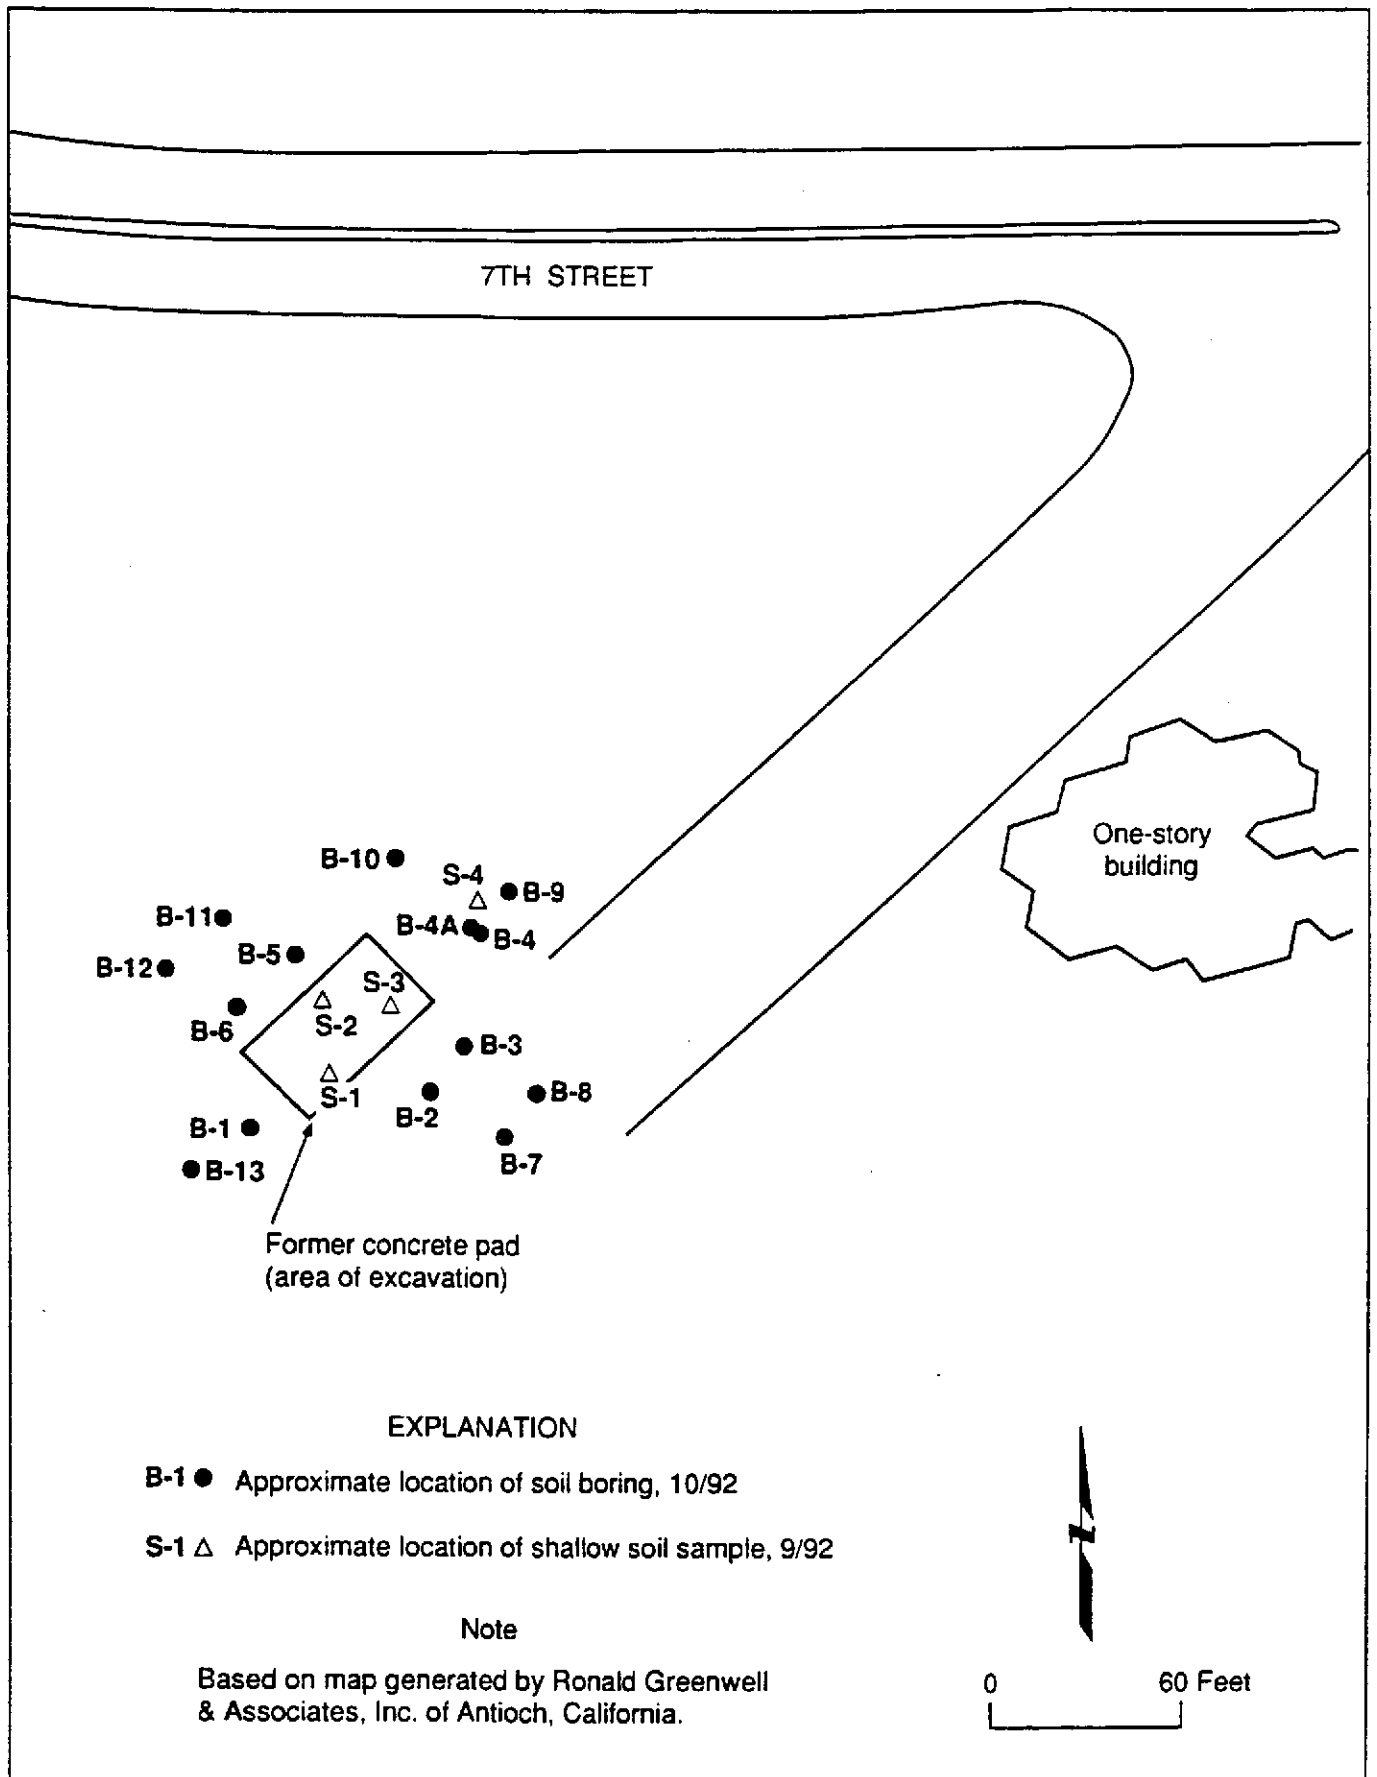 7TH STREET
One-story
building
B-10
S-4
B-9
B-11
B-4A
B-4
B-5
B-12
S-3
S-2
B-6
B-3
S-1
B-8
B-2
B-1
B-7
B-13
Former concrete pad
(area of excavation)
EXPLANATION
B-1 ● Approximate location of soil boring, 10/92
S-1 △ Approximate location of shallow soil sample, 9/92
Note
Based on map generated by Ronald Greenwell
& Associates, Inc. of Antioch, California.
Z
0 60 Feet